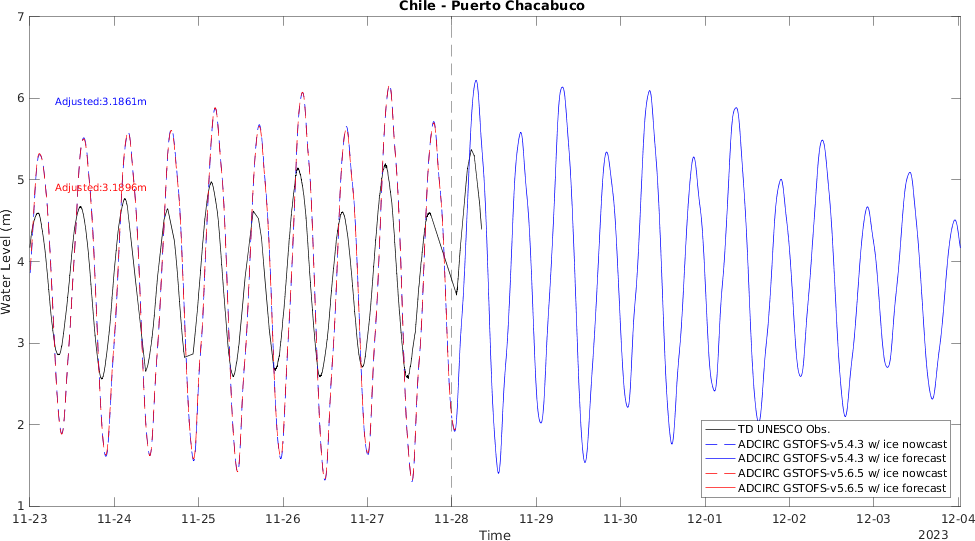 Chile - Puerto Chacabuco
7
6
5
4
3
2
1
Water Level (m)
Adjusted:3.1861m
Adjusted:3.1896m
TD UNESCO Obs.
ADCIRC GSTOFS-v5.4.3 w/ ice nowcast
ADCIRC GSTOFS-v5.4.3 w/ ice forecast
ADCIRC GSTOFS-v5.6.5 w/ ice nowcast
ADCIRC GSTOFS-v5.6.5 w/ ice forecast
11-23 11-24 11-25 11-26 11-27 11-28 11-29 11-30 12-01 12-02 12-03 12-04
Time
2023